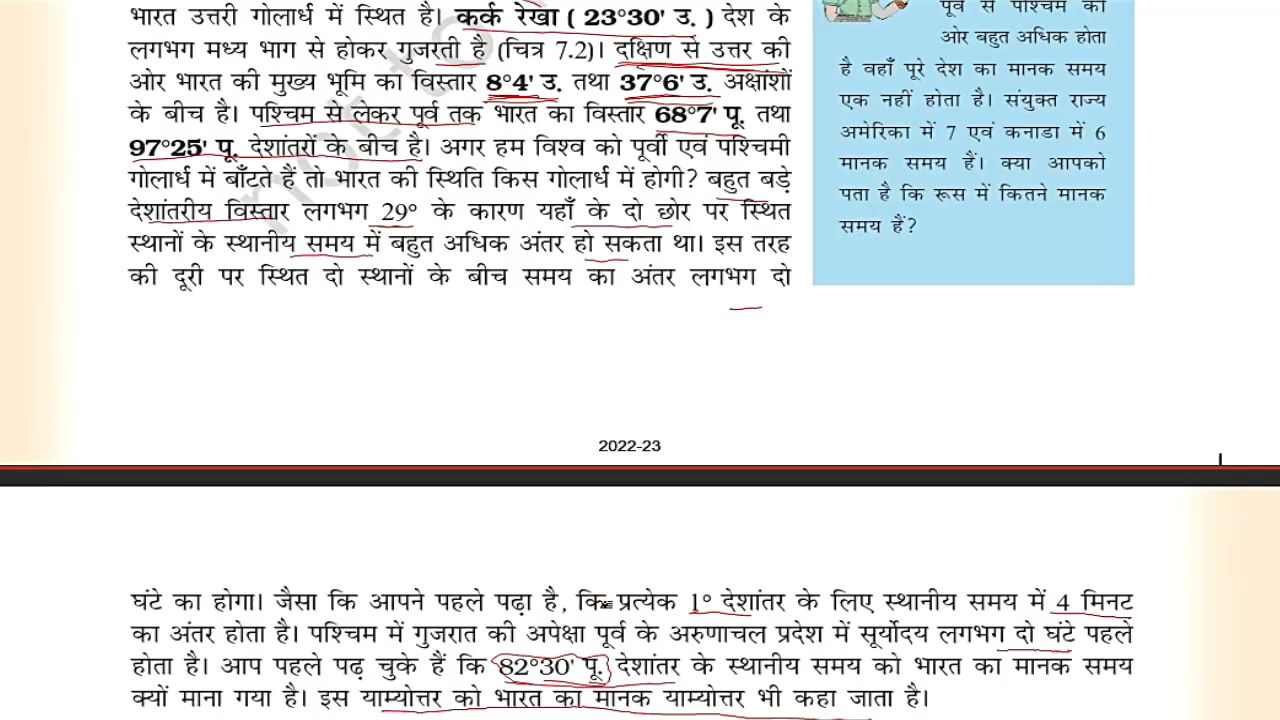 भारत उत्तरी गोलार्ध में स्थित है। कर्क रेखा ( 23°30' उ. ) देश के
लगभग मध्य भाग से होकर गुजरती है (चित्र 7.2)। दक्षिण से उत्तर की
ओर भारत की मुख्य भूमि का विस्तार 8°4' उ. तथा 37°6' उ. अक्षांशों
के बीच है। पश्चिम से लेकर पूर्व तक भारत का विस्तार 68°7' पू. तथा
97°25' पू. देशांतरों के बीच है। अगर हम विश्व को पूर्वी एवं पश्चिमी
गोलार्ध में बाँटते हैं तो भारत की स्थिति किस गोलार्ध में होगी? बहुत बड़े
देशांतरीय विस्तार लगभग 29° के कारण यहाँ के दो छोर पर स्थित
स्थानों के स्थानीय समय में बहुत अधिक अंतर हो सकता था। इस तरह
की दूरी पर स्थित दो स्थानों के बीच समय का अंतर लगभग दो
पूर्व से पश्चिम की
ओर बहुत अधिक होता
है वहाँ पूरे देश का मानक समय
एक नहीं होता है। संयुक्त राज्य
अमेरिका में 7 एवं कनाडा में 6
मानक समय हैं। क्या आपको
पता है कि रूस में कितने मानक
समय हैं?
not to
2022-23
घंटे का होगा। जैसा कि आपने पहले पढ़ा है, कि प्रत्येक 1° देशांतर के लिए स्थानीय समय में 4 मिनट
का अंतर होता है। पश्चिम में गुजरात की अपेक्षा पूर्व के अरुणाचल प्रदेश में सूर्योदय लगभग दो घंटे पहले
होता है। आप पहले पढ़ चुके हैं कि 82°30' पू. देशांतर के स्थानीय समय को भारत का मानक समय
क्यों माना गया है। इस याम्योत्तर को भारत का मानक याम्योत्तर भी कहा जाता है।